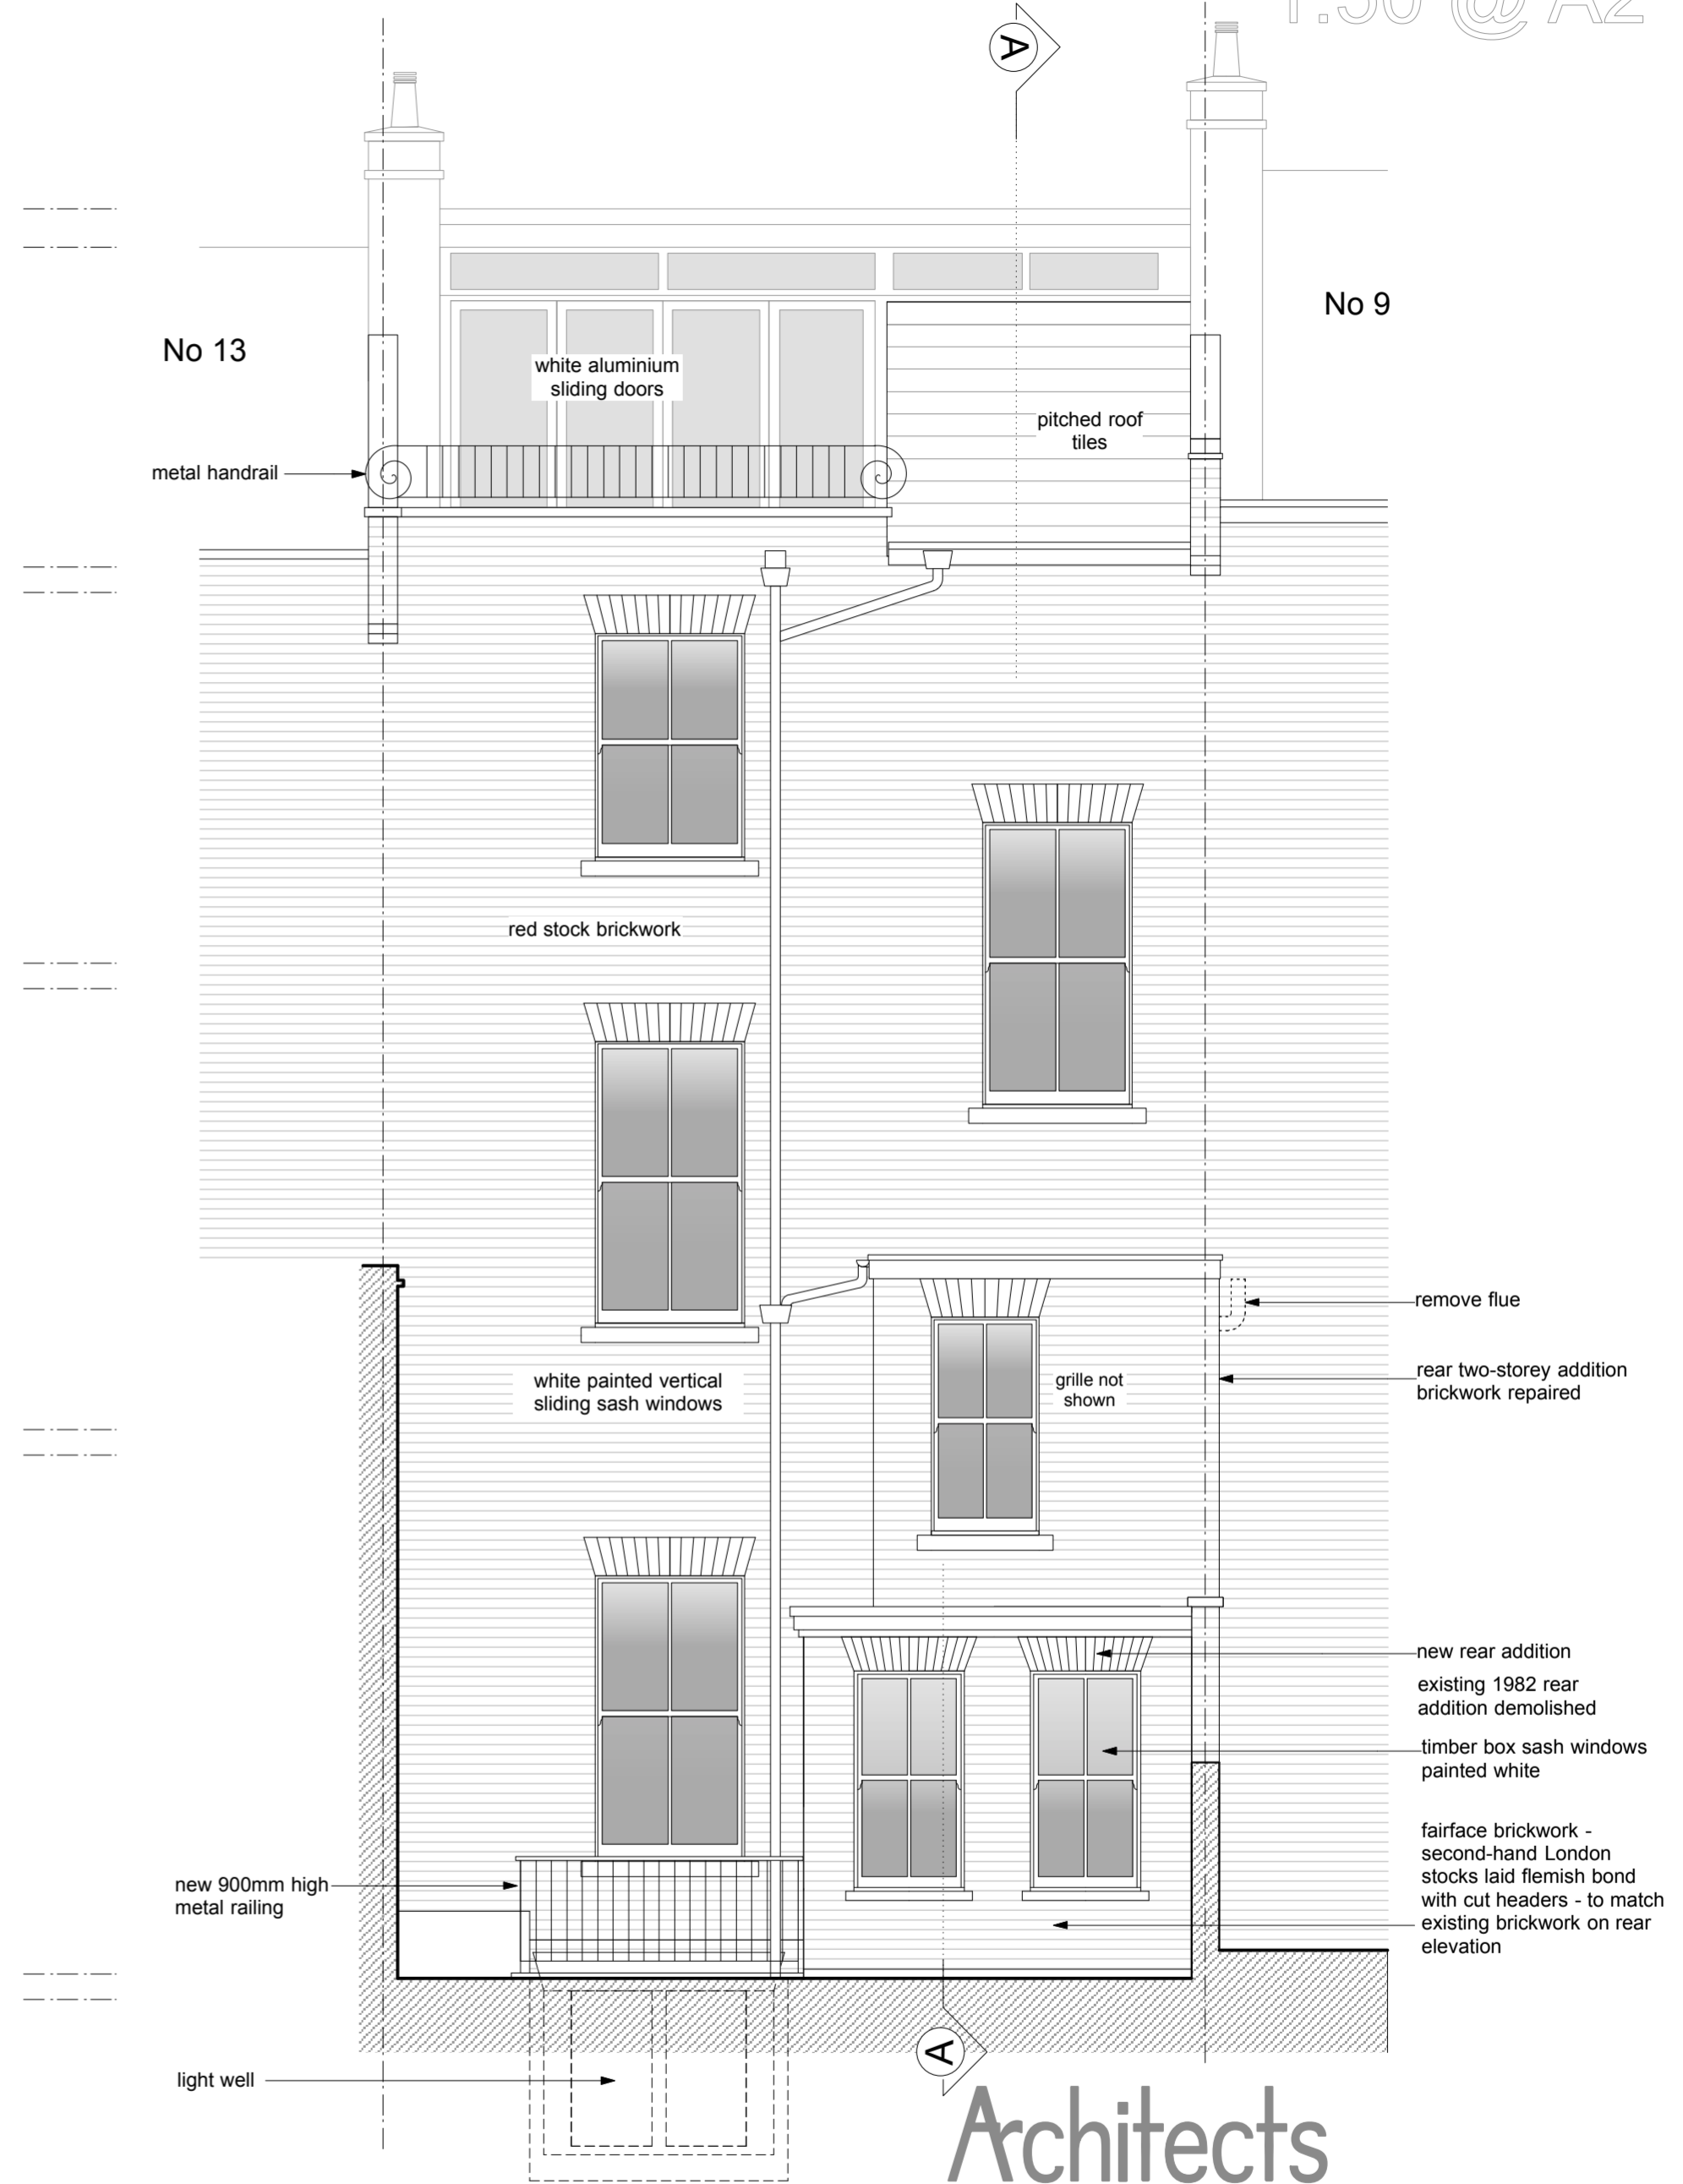 1:50 @ A2
A
No 9
No 13
white aluminium
sliding doors
pitched roof
tiles
metal handrail
red stock brickwork
remove flue
white painted vertical
sliding sash windows
grille not
shown
rear two-storey addition
brickwork repaired
new rear addition
existing 1982 rear
addition demolished
timber box sash windows
painted white
fairface brickwork -
second-hand London
stocks laid flemish bond
with cut headers - to match
existing brickwork on rear
elevation
new 900mm high
metal railing
A
light well
Architects